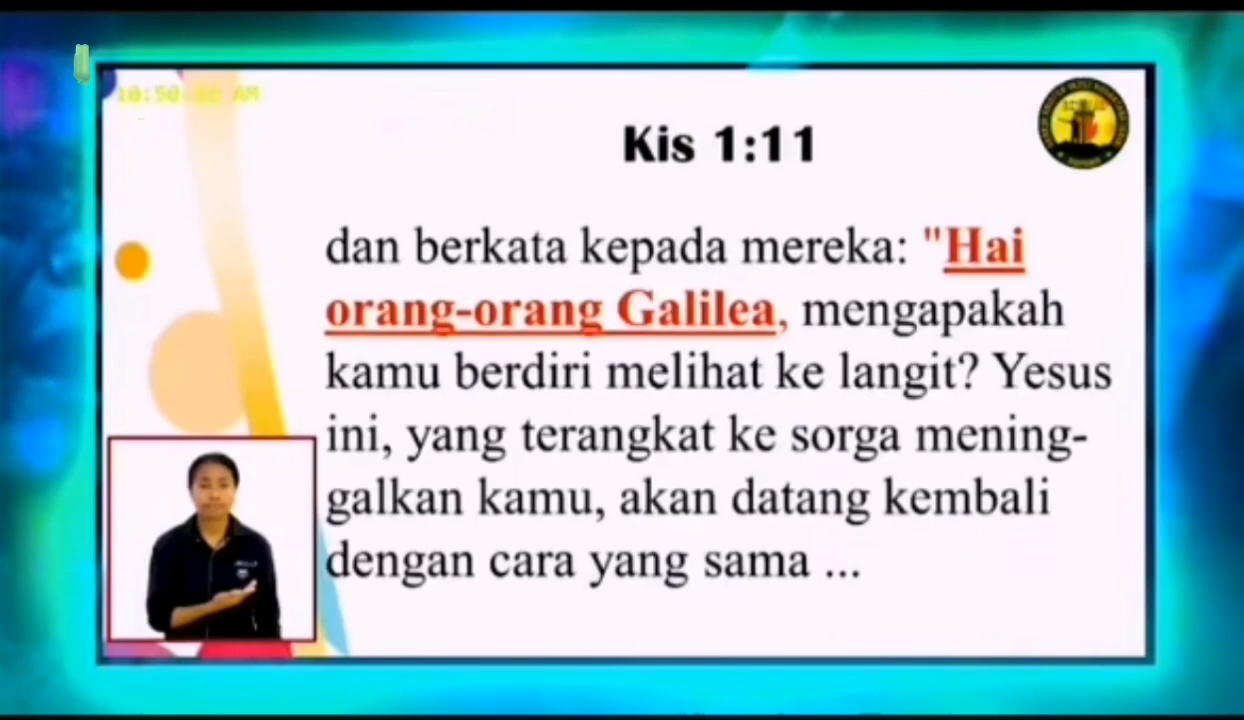 AM
Kis 1:11
dan berkata kepada mereka: "Hai
orang-orang Galilea, mengapakah
kamu berdiri melihat ke langit? Yesus
ini, yang terangkat ke sorga mening-
galkan kamu, akan datang kembali
dengan cara yang sama ...